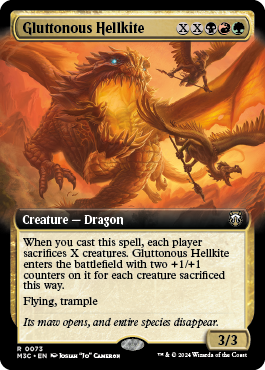 Gluttonous Hellkite XXBRG
Creature — Dragon
When you cast this spell, each player
sacrifices X creatures. Gluttonous Hellkite
enters the battlefield with two +1/+1
counters on it for each creature sacrificed
this way.
Flying, trample
Its maw opens, and entire species disappear.
3/3
R 0073
M3C • EN Josiah "Jo" Cameron
™ & © 2024 Wizards of the Coast